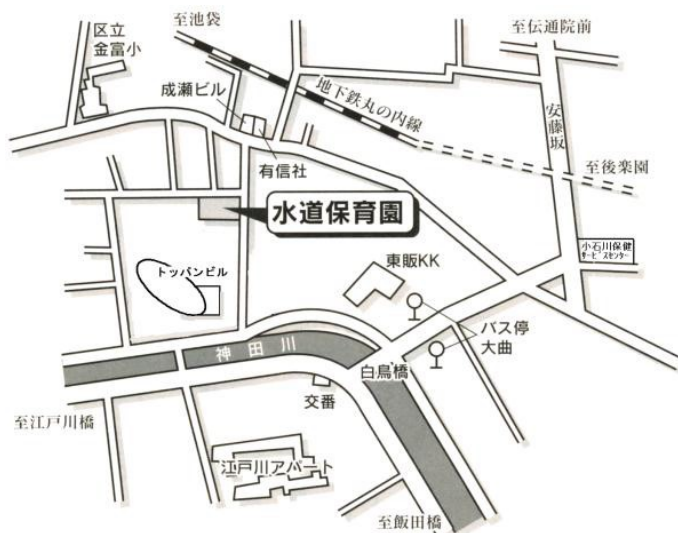 至池袋
至伝通院前
区立
金富小
成瀬ビル
地下鉄丸の内線
安藤坂
有信社
至後楽園
水道保育園
小石川保健
サービスセンター
東販KK
トッパンビル
バス停
大曲
神田川
白鳥橋
交番
至江戸川橋
江戸川アパート
至飯田橋